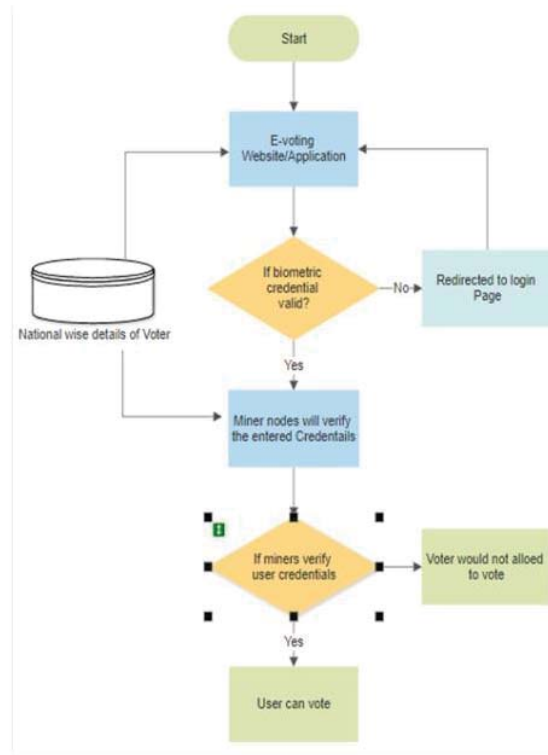 Start
E-voting
Website/Application
If biometric
credential
valid?
No
Redirected to login
Page
National wise details of Voter
Yes
Miner nodes will verify
the entered Credentails
If miners verify
user credentials
Voter would not alloed
to vote
Yes
User can vote